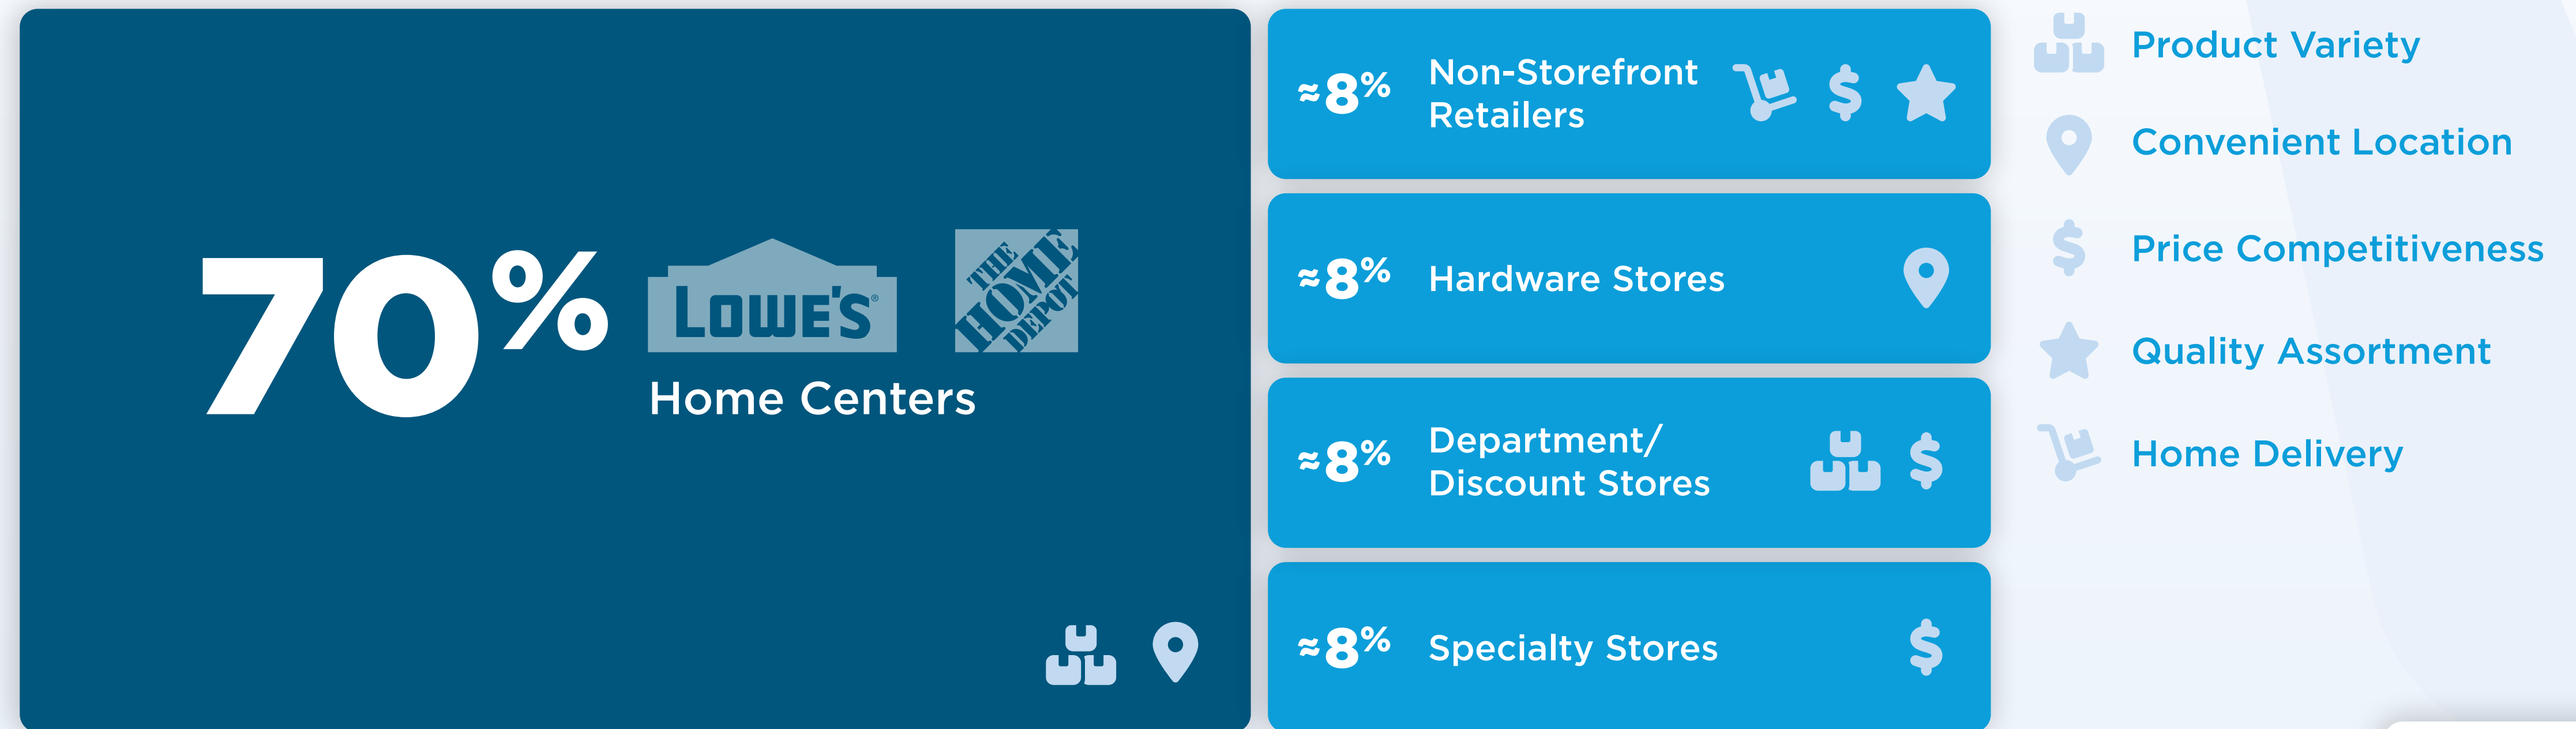 70%
LOWE'S®
THE
HOME
DEPOT
Home Centers
≈8%
Non-Storefront
Retailers
≈8%
Hardware Stores
≈8%
Department/
Discount Stores
≈8%
Specialty Stores
Product Variety
Convenient Location
Price Competitiveness
Quality Assortment
Home Delivery